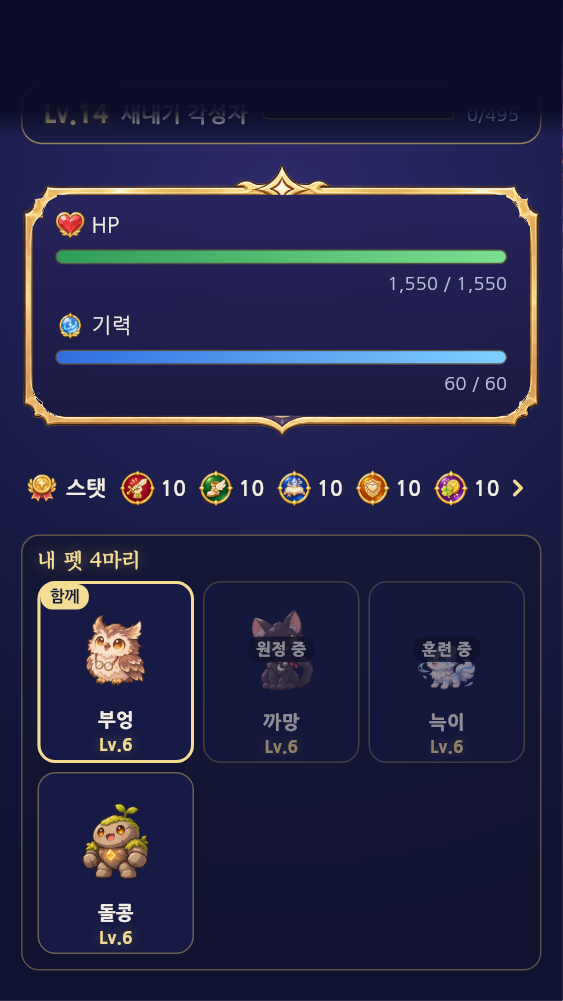 Lv.14 새내기 각성자 0/495
HP
1,550 / 1,550
기력
60 / 60
스탯 10 10 10 10 10
내 펫 4마리
함께
원정 중
훈련 중
부엉
까망
늑이
Lv.6
Lv.6
Lv.6
돌콩
Lv.6